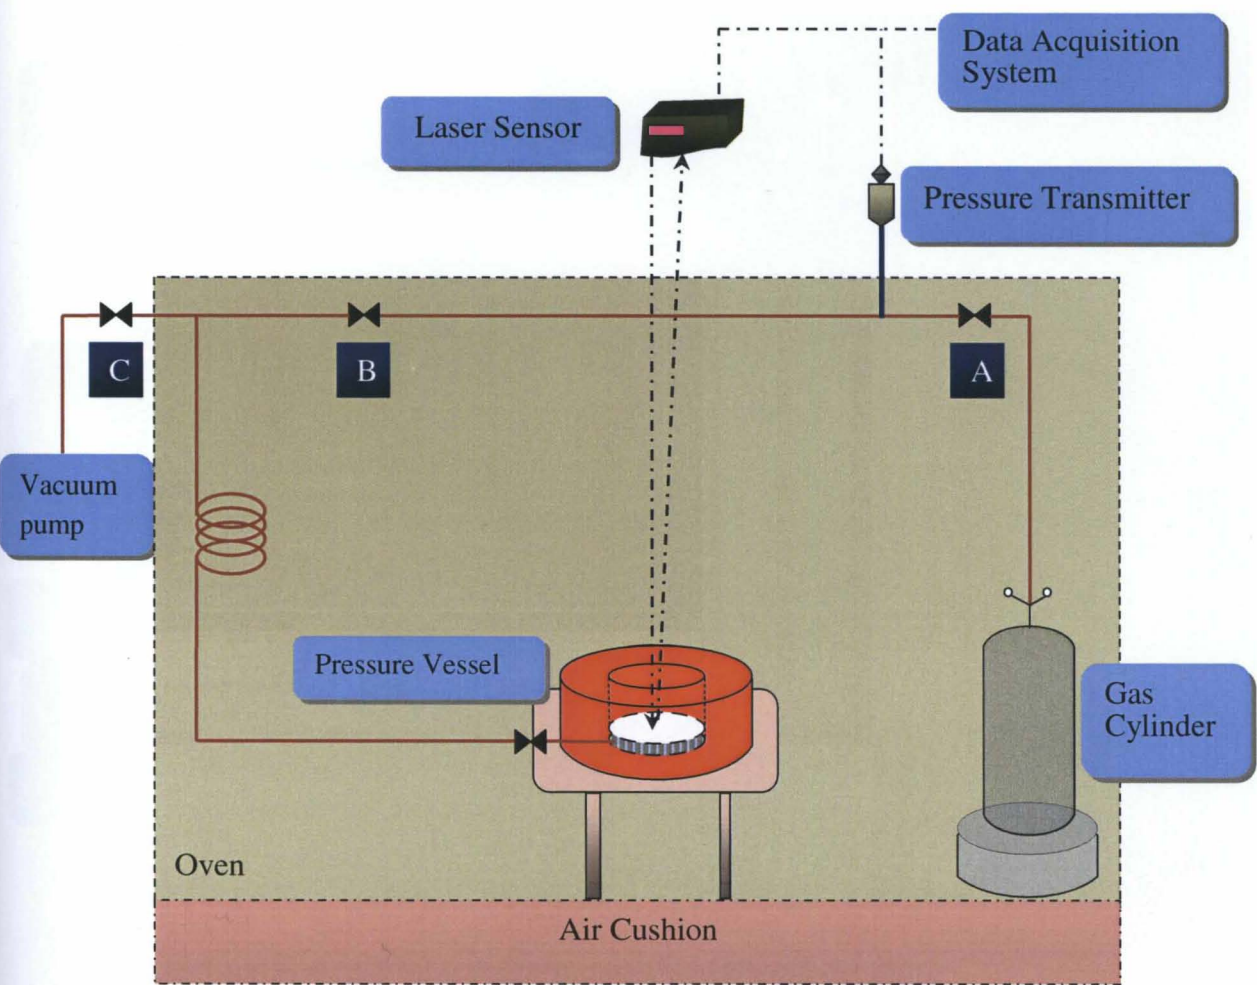 Data Acquisition
System
Laser Sensor
Pressure Transmitter
C
B
A
Vacuum
pump
Pressure Vessel
Gas
Cylinder
Oven
Air Cushion